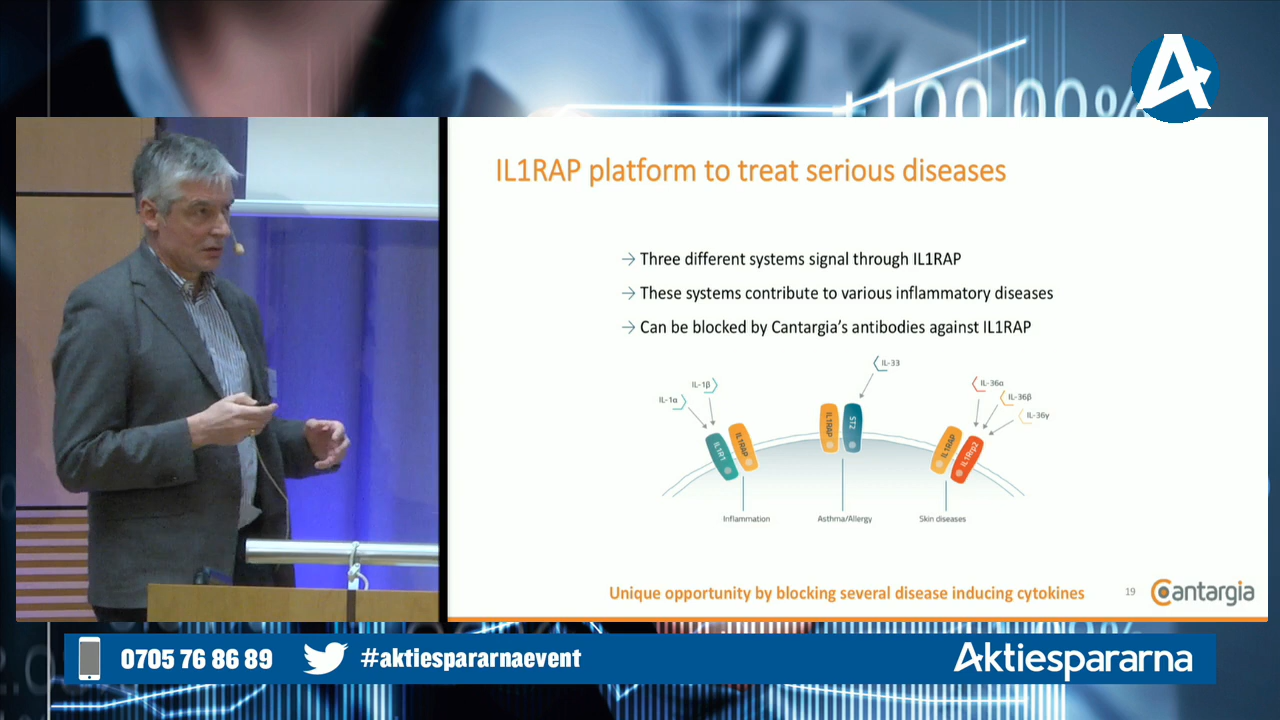 +100,00%
IL1RAP platform to treat serious diseases
→ Three different systems signal through IL1RAP
→ These systems contribute to various inflammatory diseases
→ Can be blocked by Cantargia’s antibodies against IL1RAP
IL-33
IL-1β
IL-1α
IL-36α
IL-36β
IL-36γ
IL1R1
IL1RAP
IL1RAP
ST2
IL1RAP
IL1Rrp2
Inflammation
Asthma/Allergy
Skin diseases
Unique opportunity by blocking several disease inducing cytokines
19
Cantargia
0705 76 86 89
#aktiespararnaevent
Aktiespararna